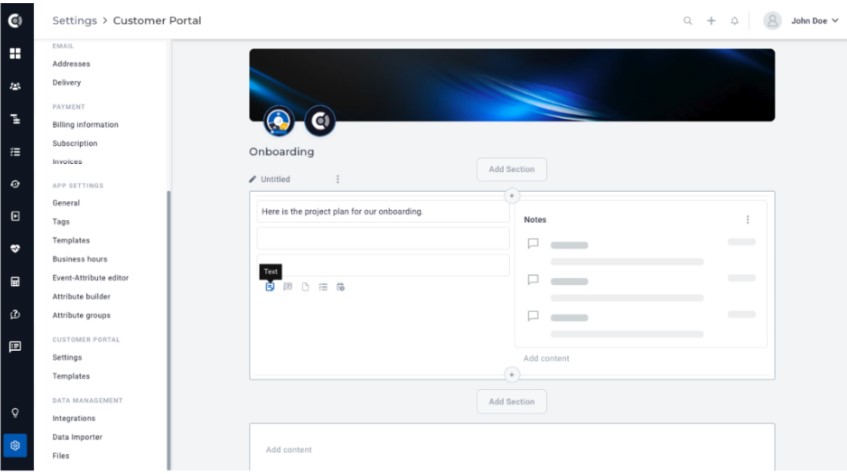 Settings > Customer Portal
John Doe
EMAIL
Addresses
Delivery
PAYMENT
Billing information
Subscription
Invoices
APP SETTINGS
General
Tags
Templates
Business hours
Event-Attribute editor
Attribute builder
Attribute groups
CUSTOMER PORTAL
Settings
Templates
DATA MANAGEMENT
Integrations
Data Importer
Files
Onboarding
Add Section
Untitled
Here is the project plan for our onboarding.
Text
Notes
Add content
Add Section
Add content